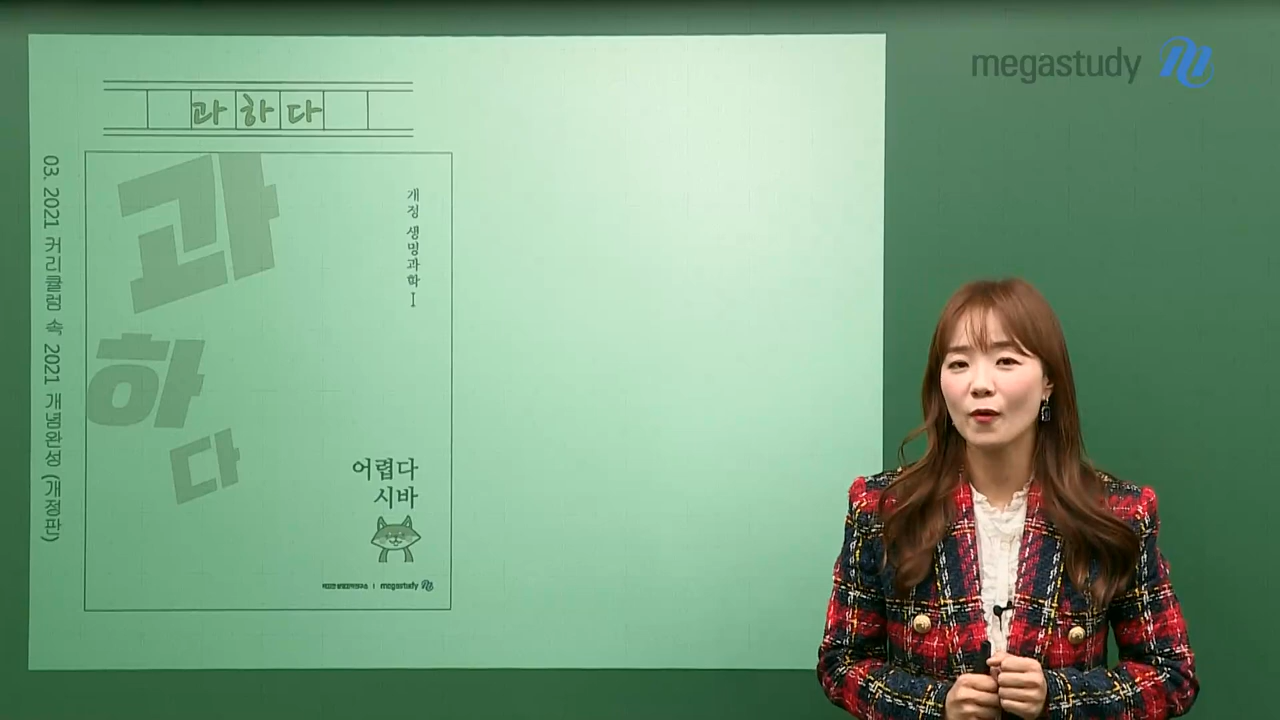 megastudy
과하다
03. 2021 커리큘럼 속 2021 개념완성 (개정판)
과
하
다
개정 생명과학 I
어렵다
시바
megastudy